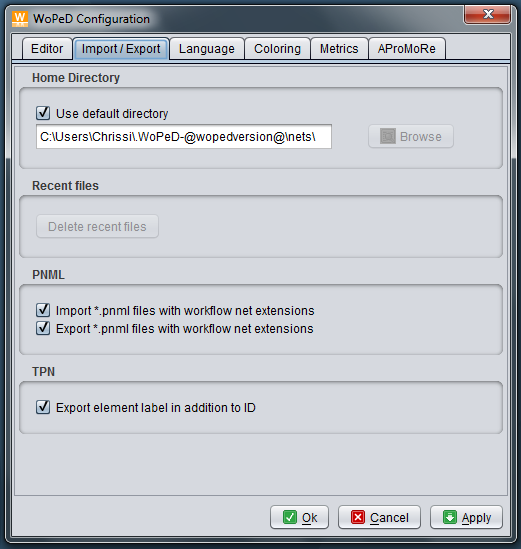 WoPeD Configuration
Editor
Import / Export
Language
Coloring
Metrics
AProMoRe
Home Directory
Use default directory
C:\Users\Chrissi\.WoPeD-@wopedversion@\nets\
Browse
Recent files
Delete recent files
PNML
Import *.pnml files with workflow net extensions
Export *.pnml files with workflow net extensions
TPN
Export element label in addition to ID
Ok
Cancel
Apply